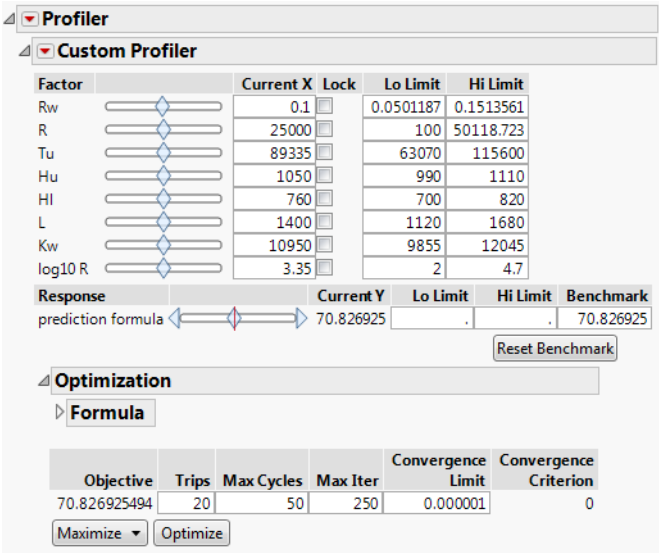 Profiler
Custom Profiler
Factor Current X Lock Lo Limit Hi Limit
Rw 0.1 0.0501187 0.1513561
R 25000 100 50118.723
Tu 89335 63070 115600
Hu 1050 990 1110
Hl 760 700 820
L 1400 1120 1680
Kw 10950 9855 12045
log10 R 3.35 2 4.7
Response Current Y Lo Limit Hi Limit Benchmark
prediction formula 70.826925 . . 70.826925
Reset Benchmark
Optimization
Formula
Convergence Convergence
Objective Trips Max Cycles Max Iter Limit Criterion
70.826925494 20 50 250 0.000001 0
Maximize Optimize